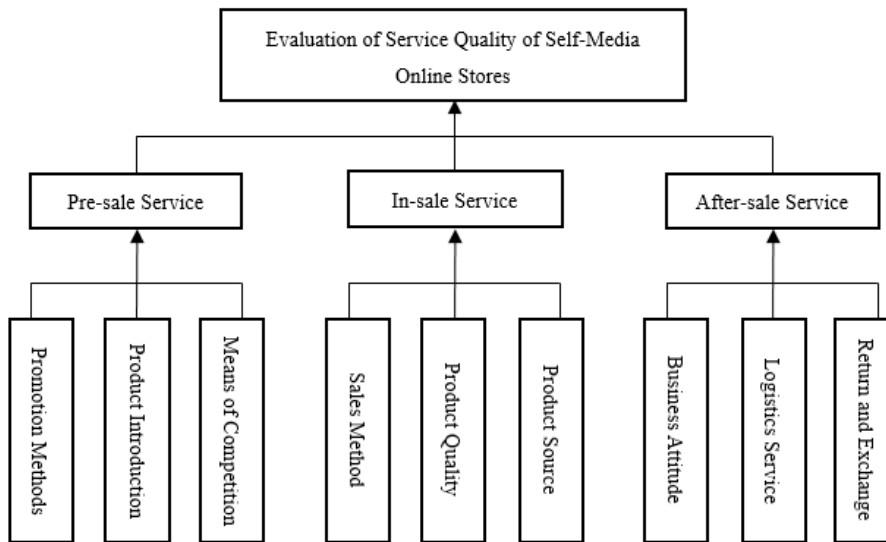 Evaluation of Service Quality of Self-Media
Online Stores
Pre-sale Service
In-sale Service
After-sale Service
Promotion Methods
Product Introduction
Means of Competition
Sales Method
Product Quality
Product Source
Business Attitude
Logistics Service
Return and Exchange